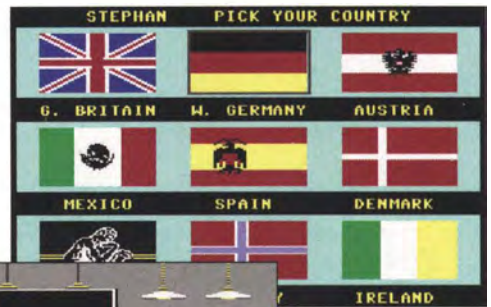 STEPHAN PICK YOUR COUNTRY
G. BRITAIN W. GERMANY AUSTRIA
MEXICO SPAIN DENMARK
Y IRELAND